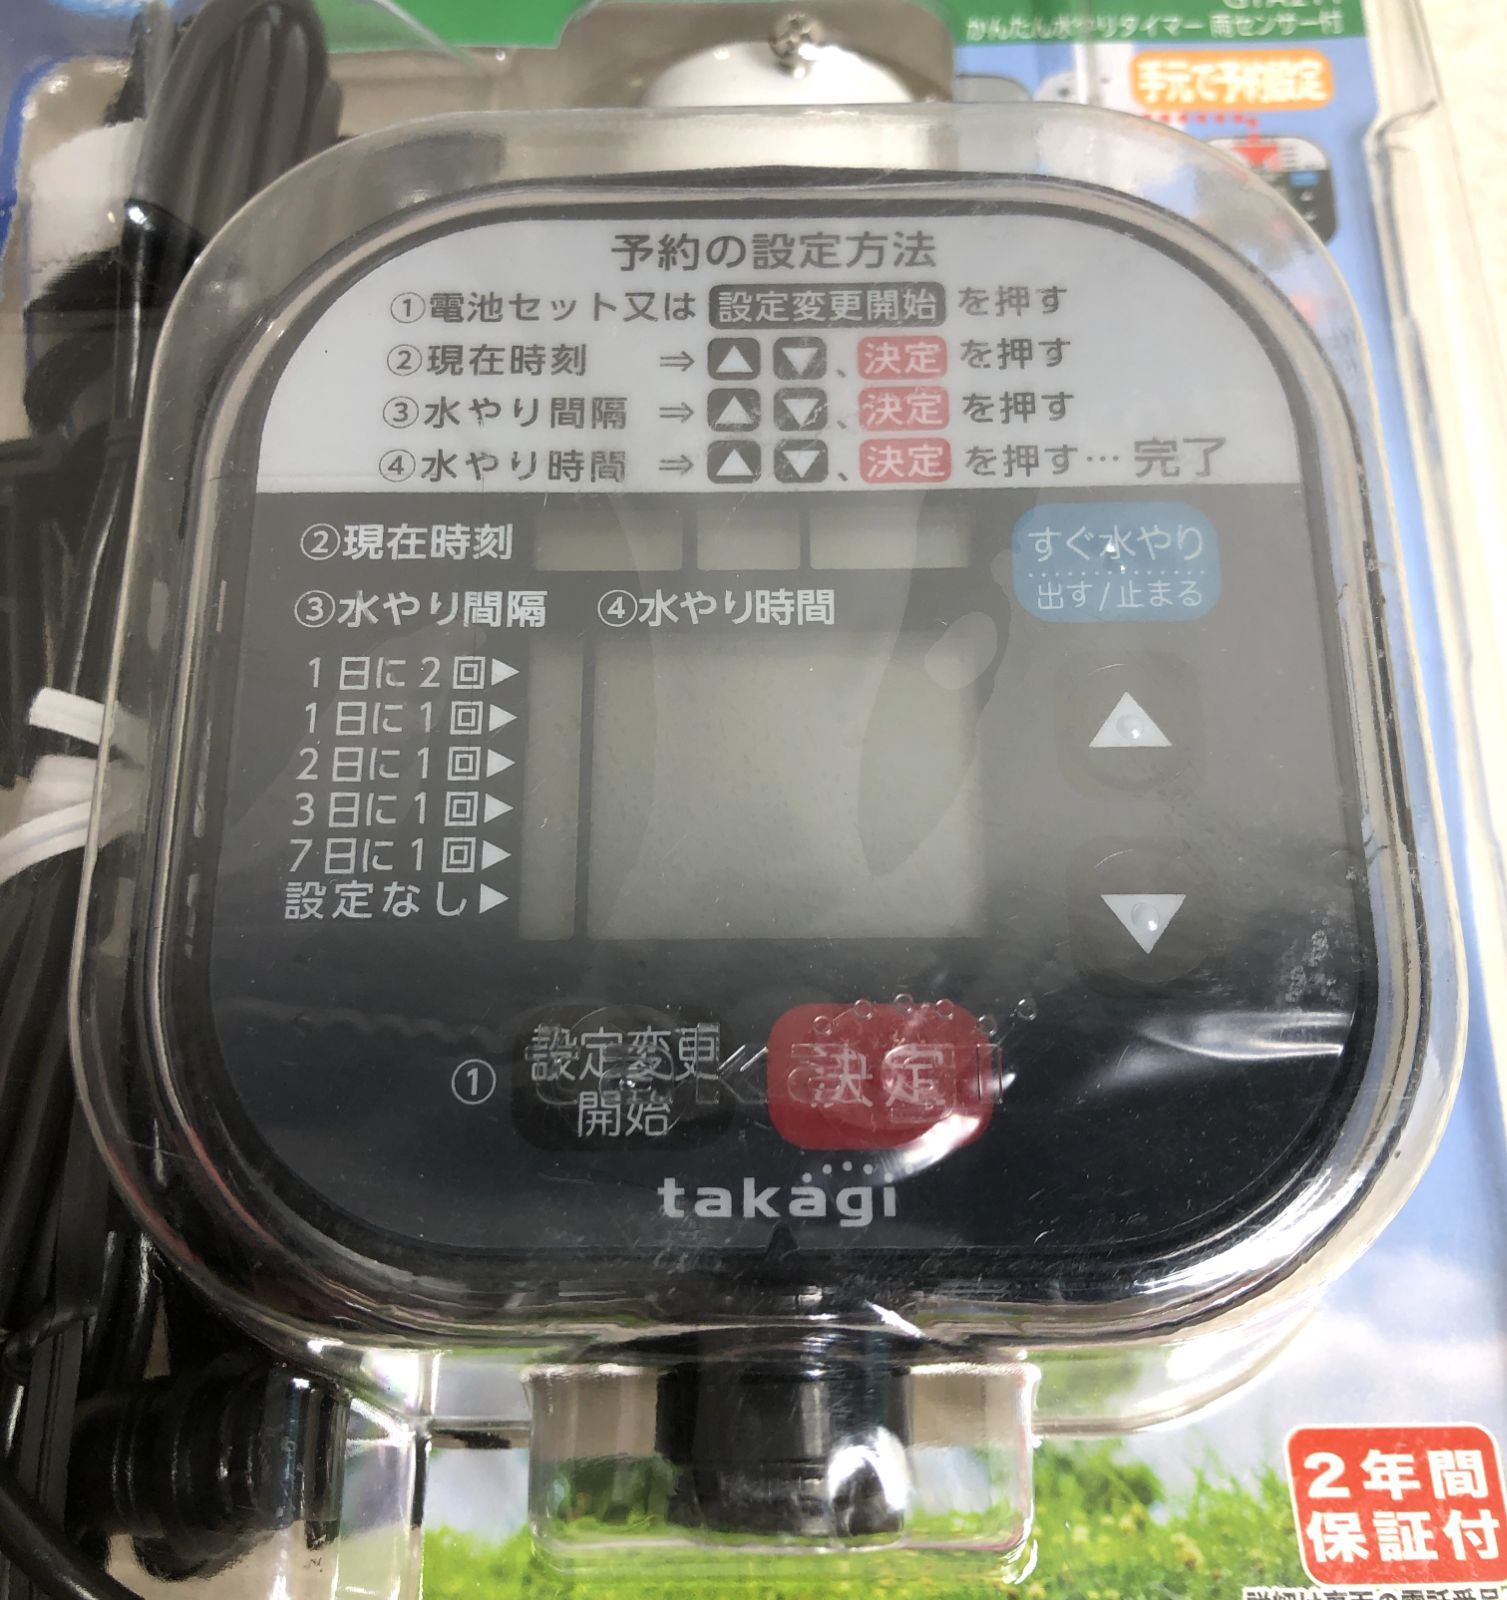 かんたん水やりタイマー 雨センサー付
手元で予約設定
予約の設定方法
①電池セット又は 設定変更開始 を押す
②現在時刻 ⇒ △ ▽、決定 を押す
③水やり間隔 ⇒ △ ▽、決定 を押す
④水やり時間 ⇒ △ ▽、決定 を押す… 完了
②現在時刻
すぐ水やり
出す/止まる
③水やり間隔 ④水やり時間
1日に2回▶
1日に1回▶
2日に1回▶
3日に1回▶
7日に1回▶
設定なし▶
▲
▼
① 設定変更
開始
決定
takagi
2年間
保証付